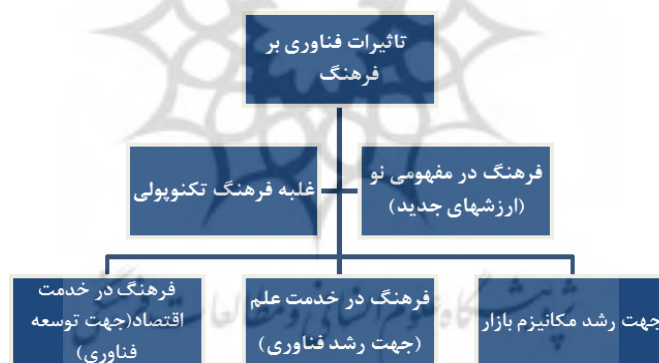 تاثیرات فناوری بر
فرهنگ
فرهنگ در مفهومی نو
(ارزشهای جدید)
غلبه فرهنگ تکنوپولی
جهت رشد مکانیزم بازار
فرهنگ در خدمت علم
(جهت رشد فناوری)
فرهنگ در خدمت
اقتصاد(جهت توسعه
فناوری)